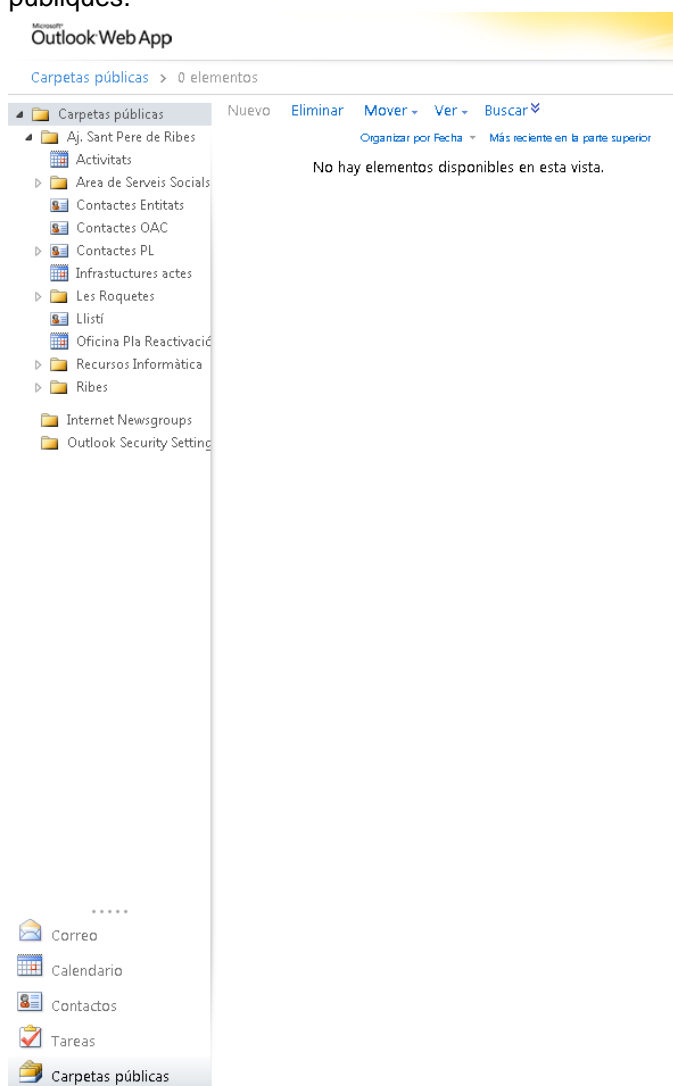 públiques.
Microsoft®
Outlook Web App
Carpetas públicas > 0 elementos
Carpetas públicas
Nuevo Eliminar Mover Ver Buscar
Aj. Sant Pere de Ribes
Organizar por Fecha Más reciente en la parte superior
Activitats
No hay elementos disponibles en esta vista.
Area de Serveis Socials
Contactes Entitats
Contactes OAC
Contactes PL
Infrastuctures actes
Les Roquetes
Llistí
Oficina Pla Reactivació
Recursos Informàtica
Ribes
Internet Newsgroups
Outlook Security Setting
Correo
Calendario
Contactos
Tareas
Carpetas públicas